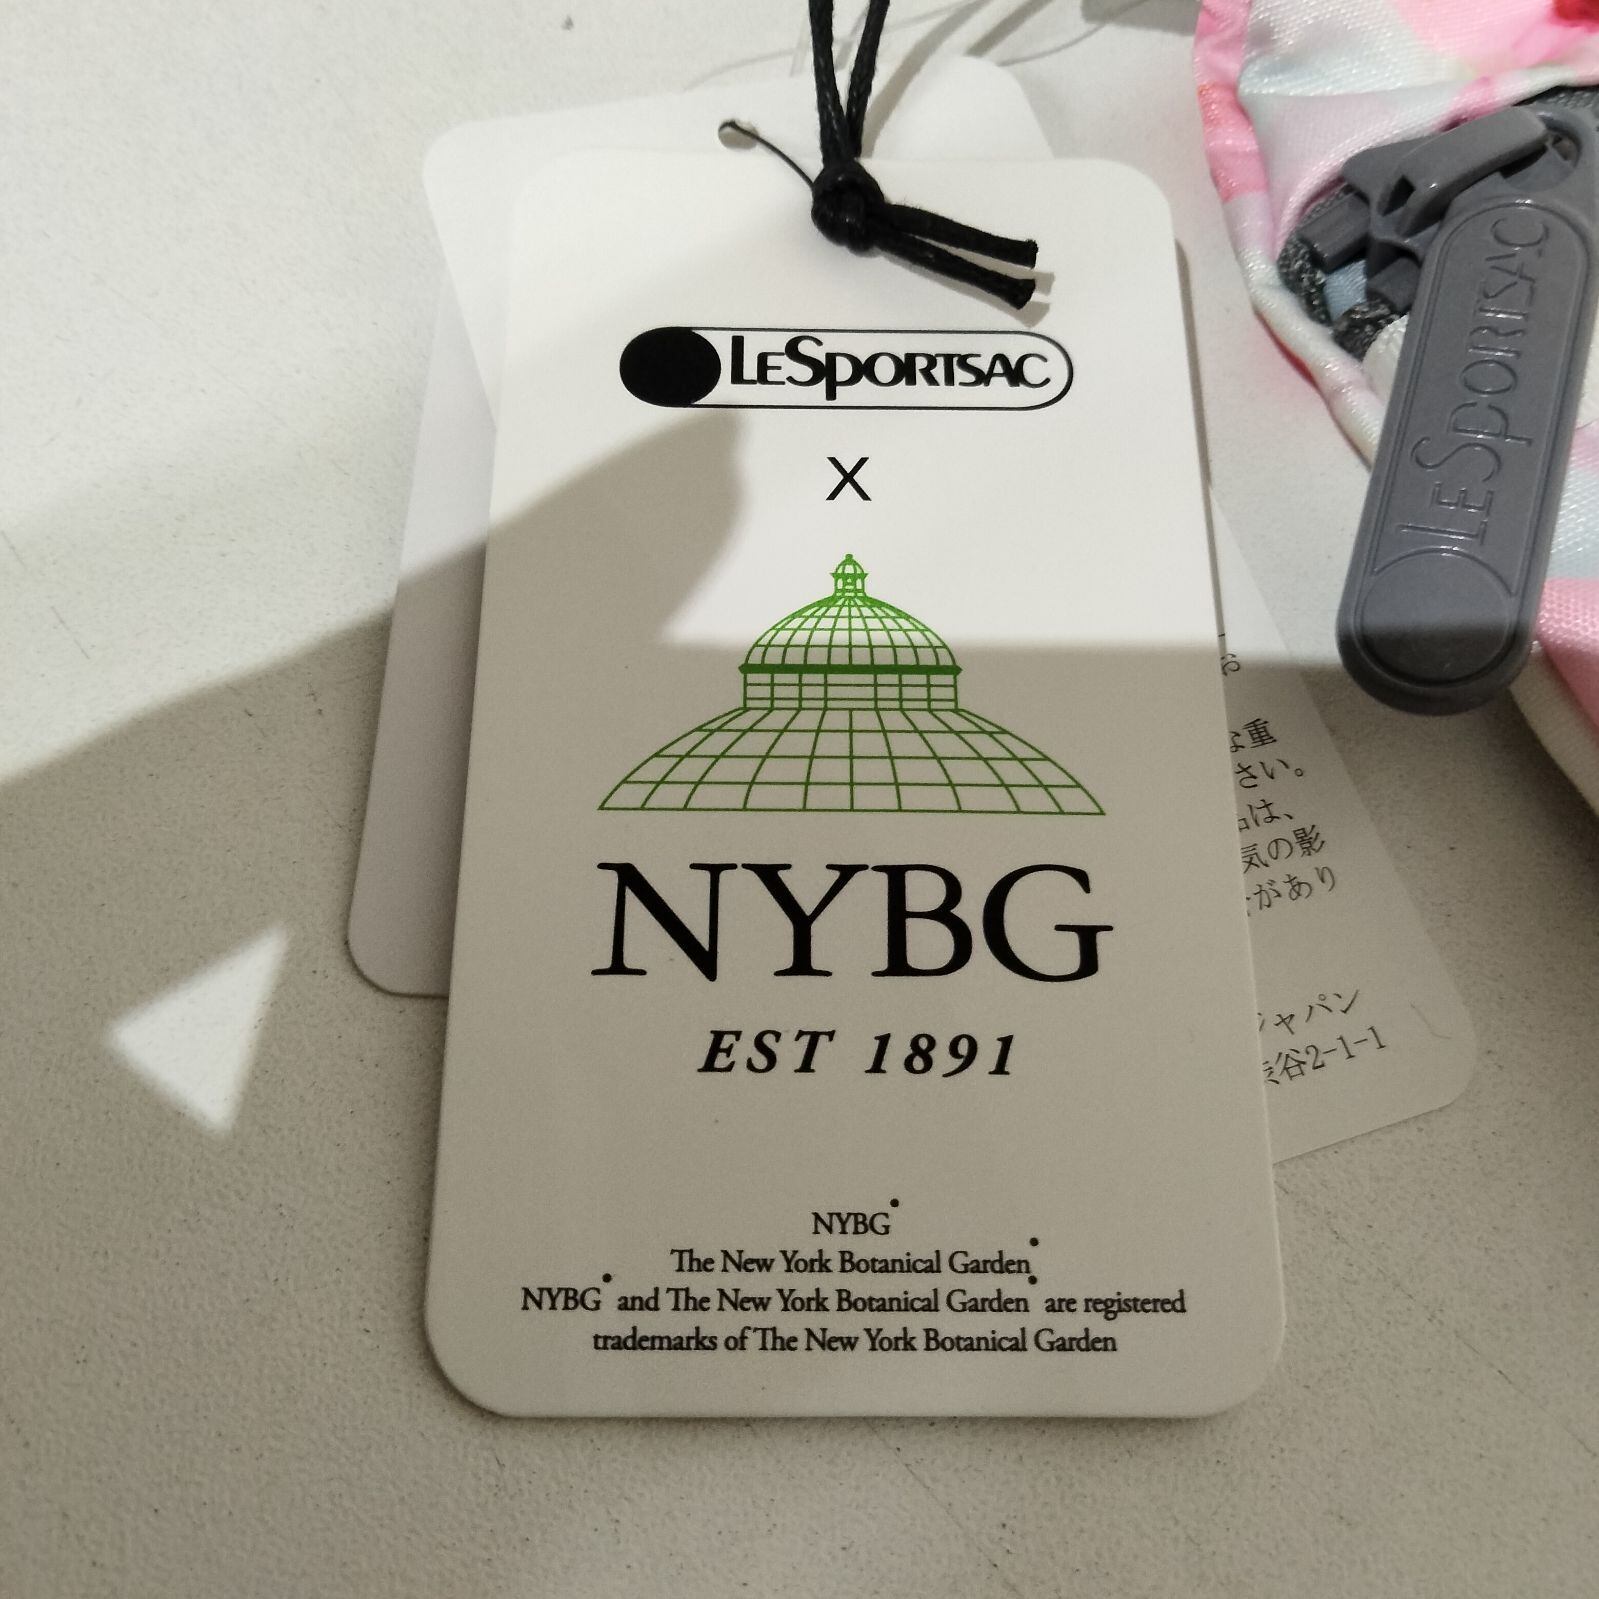 LESPORTSAC
X
NYBG
EST 1891
NYBG
The New York Botanical Garden
NYBG and The New York Botanical Garden are registered
trademarks of The New York Botanical Garden
LESPORTSAC
重
さい。
は、
気の影
があり
ャパン
谷2-1-1